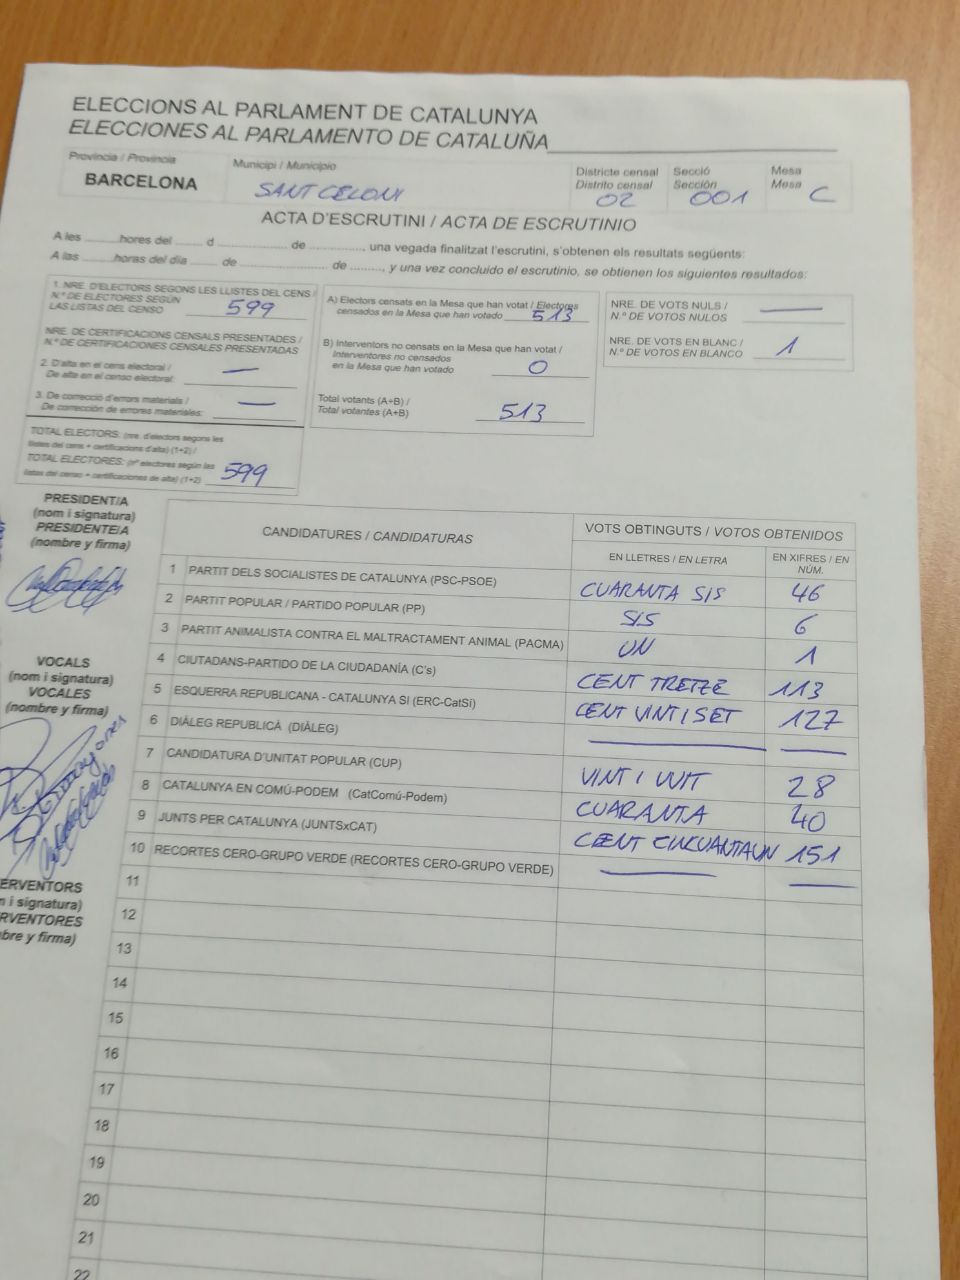 ELECCIONS AL PARLAMENT DE CATALUNYA
ELECCIONES AL PARLAMENTO DE CATALUÑA
Província / Provincia
BARCELONA
Municipi / Municipio
SANT CELONI
Districte censal
Distrito censal
02
Secció
Sección
001
Mesa
Mesa
C
ACTA D'ESCRUTINI / ACTA DE ESCRUTINIO
A les ..........hores del ........ d ..................... de ................, una vegada finalitzat l'escrutini, s'obtenen els resultats següents:
A las ..........horas del día ........ de .......................... de .........., y una vez concluido el escrutinio, se obtienen los siguientes resultados:
1. NRE. D'ELECTORS SEGONS LES LLISTES DEL CENS /
N.º DE ELECTORES SEGÚN
LAS LISTAS DEL CENSO
599
NRE. DE CERTIFICACIONS CENSALS PRESENTADES /
N.º DE CERTIFICACIONES CENSALES PRESENTADAS
2. D'alta en el cens electoral /
De alta en el censo electoral:
—
3. De correcció d'errors materials /
De corrección de errores materiales:
—
TOTAL ELECTORS: (nre. d'electors segons les
llistes del cens + certificacions d'alta) (1+2) /
TOTAL ELECTORES: (nº electores según las
listas del censo + certificaciones de alta) (1+2)
599
A) Electors censats en la Mesa que han votat / Electores
censados en la Mesa que han votado
513
B) Interventors no censats en la Mesa que han votat /
Interventores no censados
en la Mesa que han votado
0
Total votants (A+B) /
Total votantes (A+B)
513
NRE. DE VOTS NULS /
N.º DE VOTOS NULOS
—
NRE. DE VOTS EN BLANC /
N.º DE VOTOS EN BLANCO
1
PRESIDENT/A
(nom i signatura)
PRESIDENTE/A
(nombre y firma)
VOCALS
(nom i signatura)
VOCALES
(nombre y firma)
ERVENTORS
m i signatura)
RVENTORES
bre y firma)
CANDIDATURES / CANDIDATURAS
VOTS OBTINGUTS / VOTOS OBTENIDOS
EN LLETRES / EN LETRA
EN XIFRES / EN
NÚM.
1 PARTIT DELS SOCIALISTES DE CATALUNYA (PSC-PSOE) CUARANTA SIS 46
2 PARTIT POPULAR / PARTIDO POPULAR (PP) SIS 6
3 PARTIT ANIMALISTA CONTRA EL MALTRACTAMENT ANIMAL (PACMA) UN 1
4 CIUTADANS-PARTIDO DE LA CIUDADANÍA (C's) CENT TRETZE 113
5 ESQUERRA REPUBLICANA - CATALUNYA SI (ERC-CatSí) CENT VINT I SET 127
6 DIÀLEG REPUBLICÀ (DIÀLEG) — —
7 CANDIDATURA D'UNITAT POPULAR (CUP) VINT I VUIT 28
8 CATALUNYA EN COMÚ-PODEM (CatComú-Podem) CUARANTA 40
9 JUNTS PER CATALUNYA (JUNTSxCAT) CENT CINCUANTAUN 151
10 RECORTES CERO-GRUPO VERDE (RECORTES CERO-GRUPO VERDE) — —
11
12
13
14
15
16
17
18
19
20
21
22